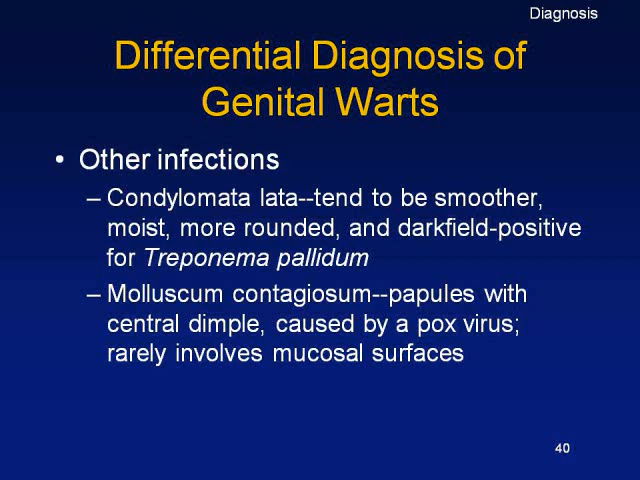 Diagnosis
Differential Diagnosis of
Genital Warts
• Other infections
– Condylomata lata--tend to be smoother,
moist, more rounded, and darkfield-positive
for Treponema pallidum
– Molluscum contagiosum--papules with
central dimple, caused by a pox virus;
rarely involves mucosal surfaces
40